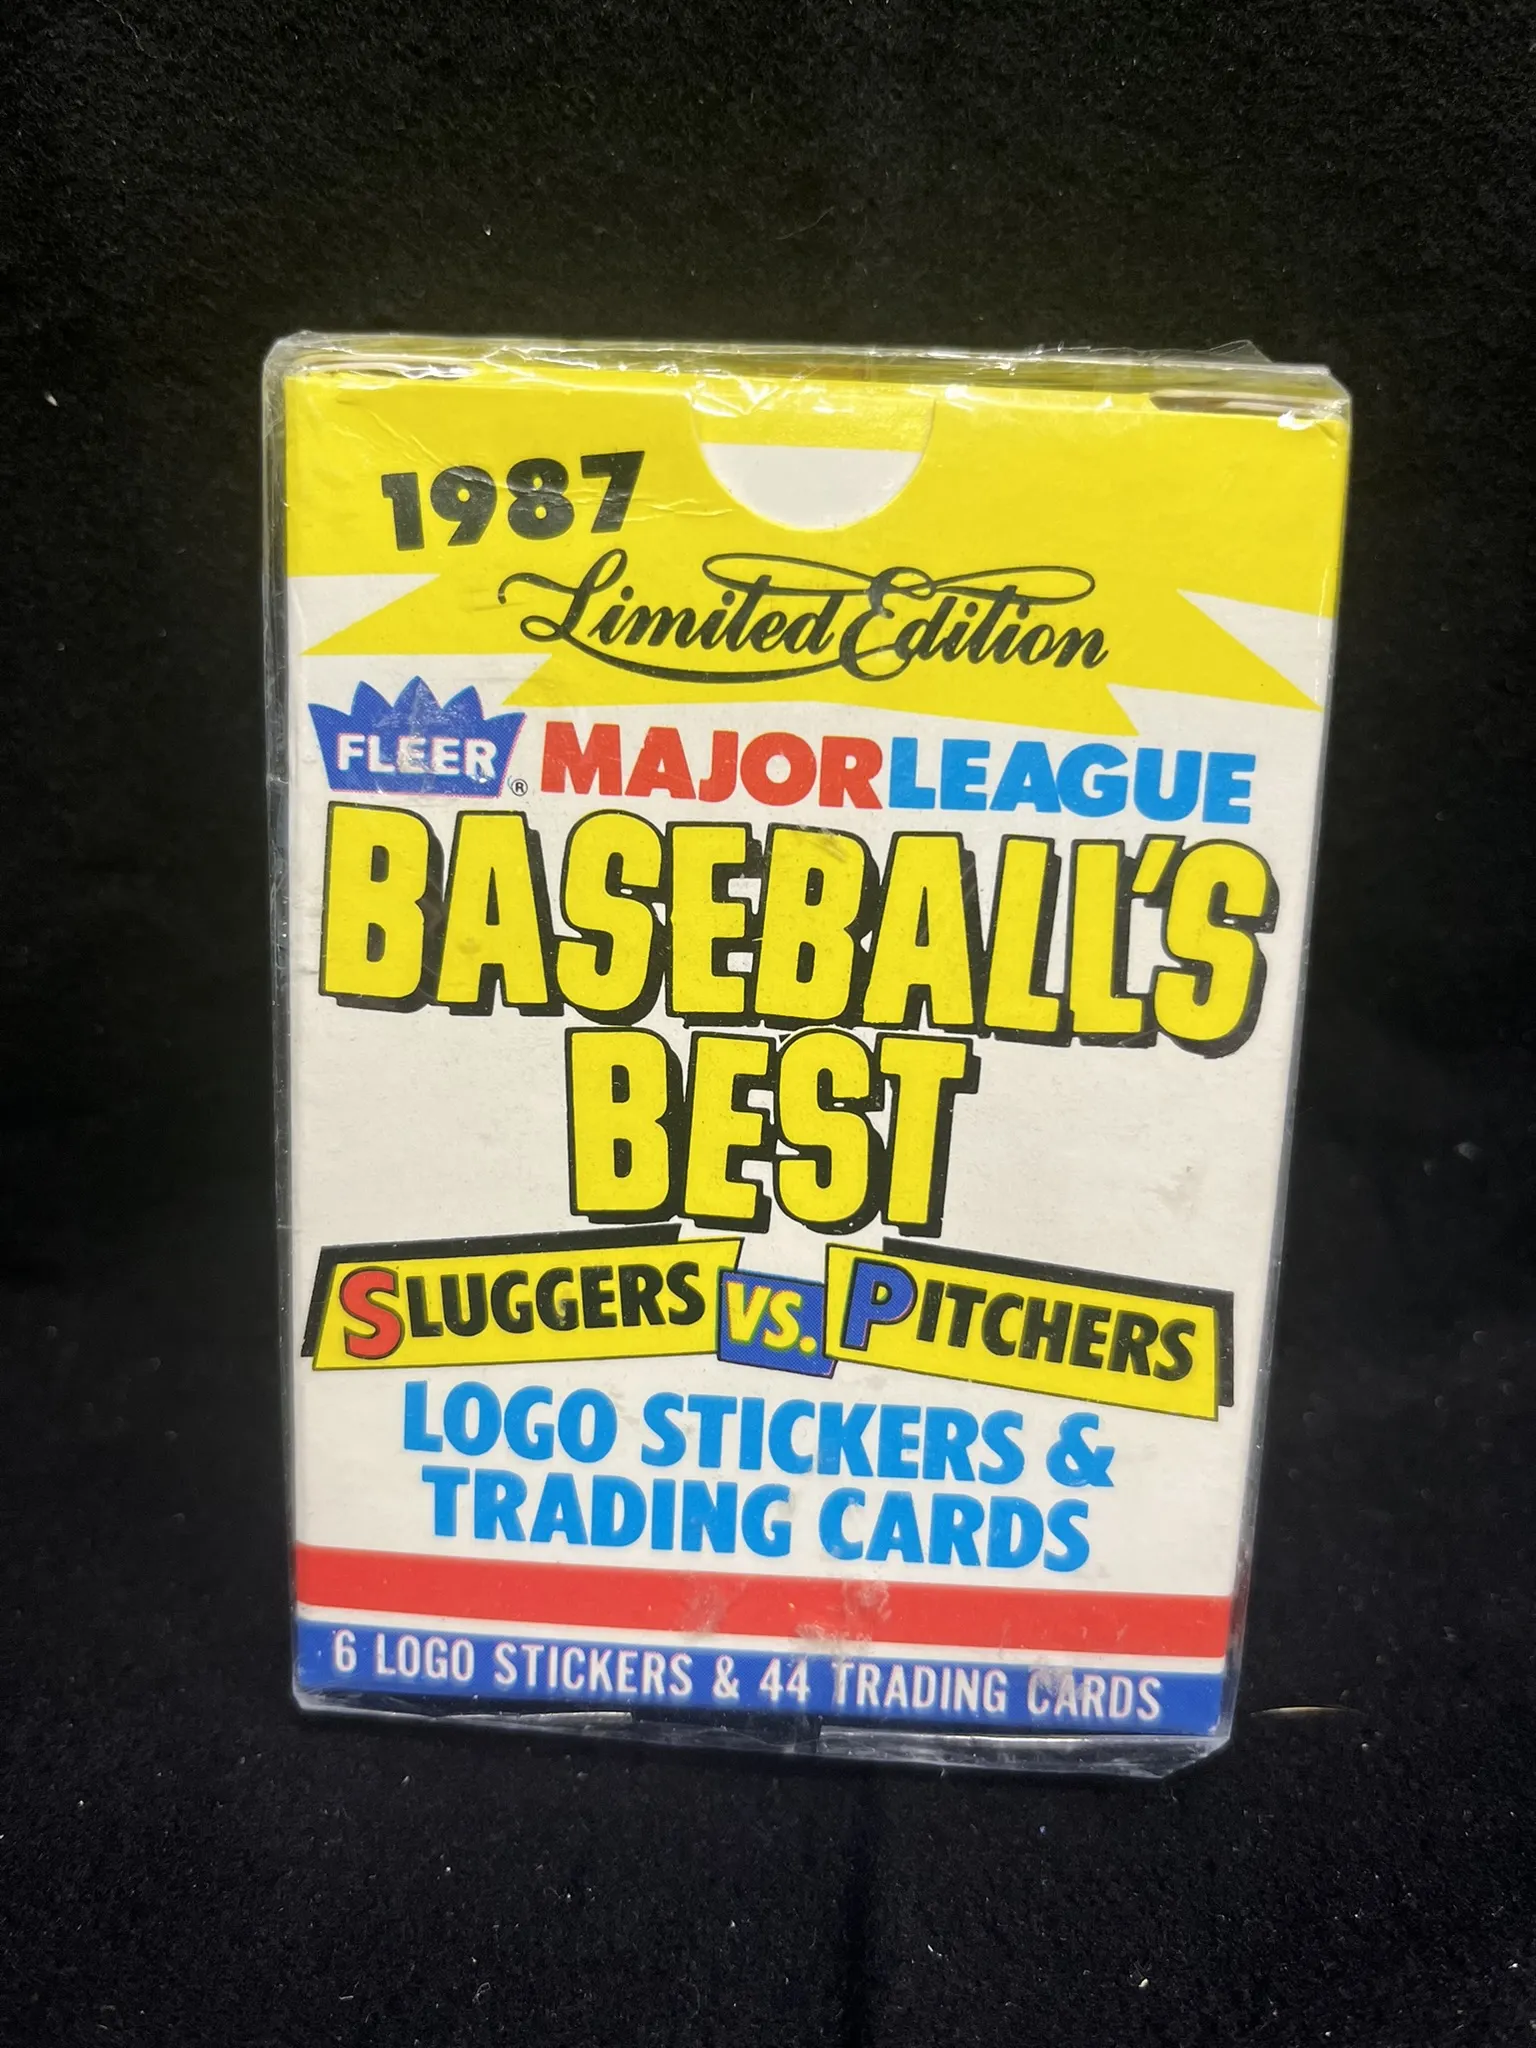 1987
Limited Edition
FLEER® MAJOR LEAGUE
BASEBALL'S
BEST
SLUGGERS VS. PITCHERS
LOGO STICKERS &
TRADING CARDS
6 LOGO STICKERS & 44 TRADING CARDS